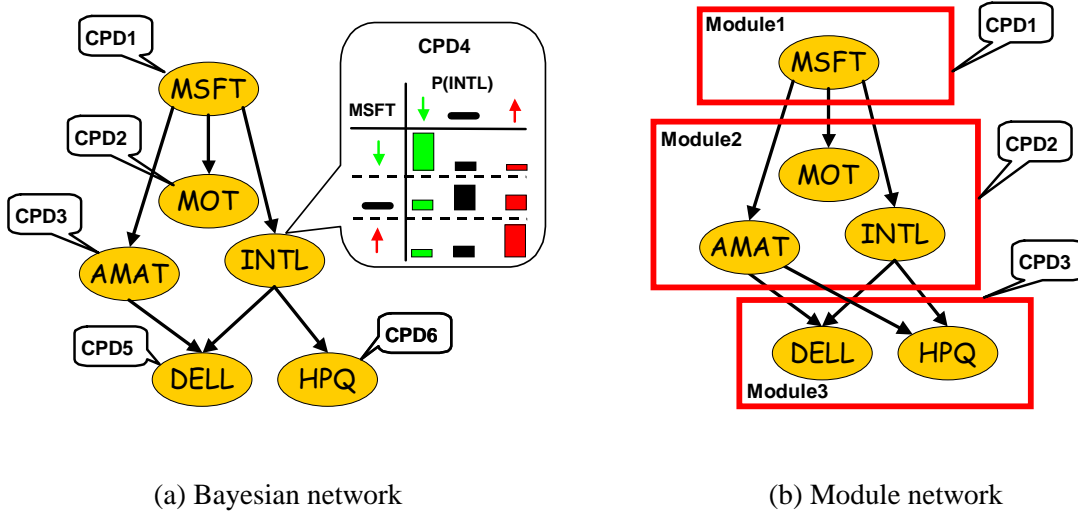 CPD1
MSFT
CPD2
MOT
CPD3
AMAT
INTL
CPD5
DELL
HPQ
CPD6
CPD4
P(INTL)
MSFT
(a) Bayesian network
Module1
MSFT
CPD1
Module2
MOT
CPD2
AMAT
INTL
CPD3
DELL
HPQ
Module3
(b) Module network